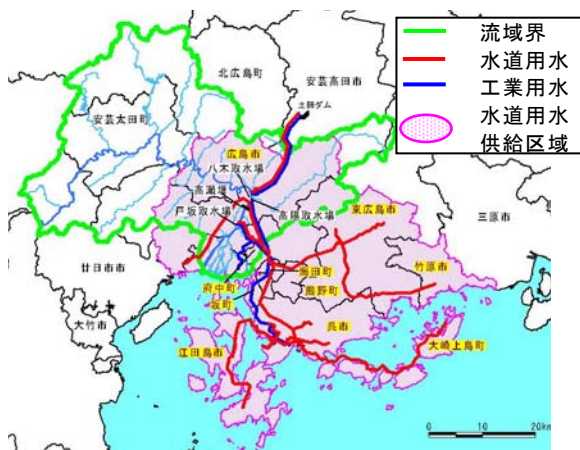 流域界
水道用水
工業用水
水道用水
供給区域
北広島町
安芸高田市
土師ダム
安芸太田町
広島市
八木取水場
高瀬堰
戸坂取水場
高陽取水場
東広島市
三原市
廿日市市
海田町
竹原市
府中町
熊野町
坂町
大竹市
呉市
江田島市
大崎上島町
0 10 20km